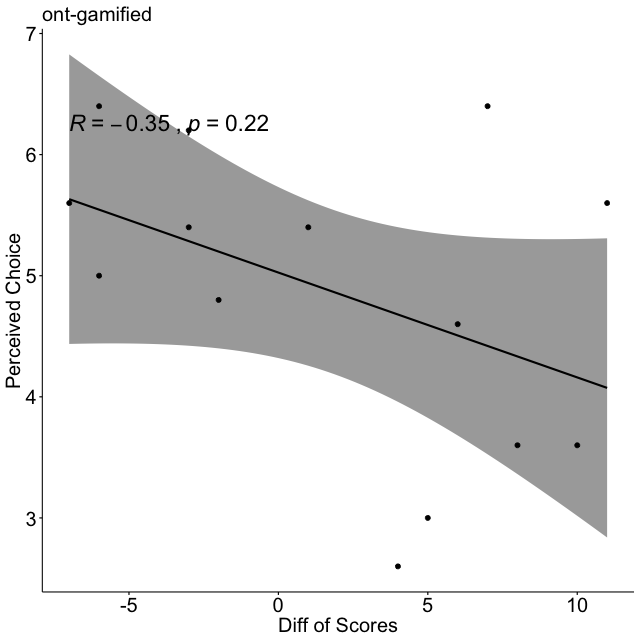 ont-gamified
7
R = −0.35 , p = 0.22
6
5
4
3
Perceived Choice
-5 0 5 10
Diff of Scores